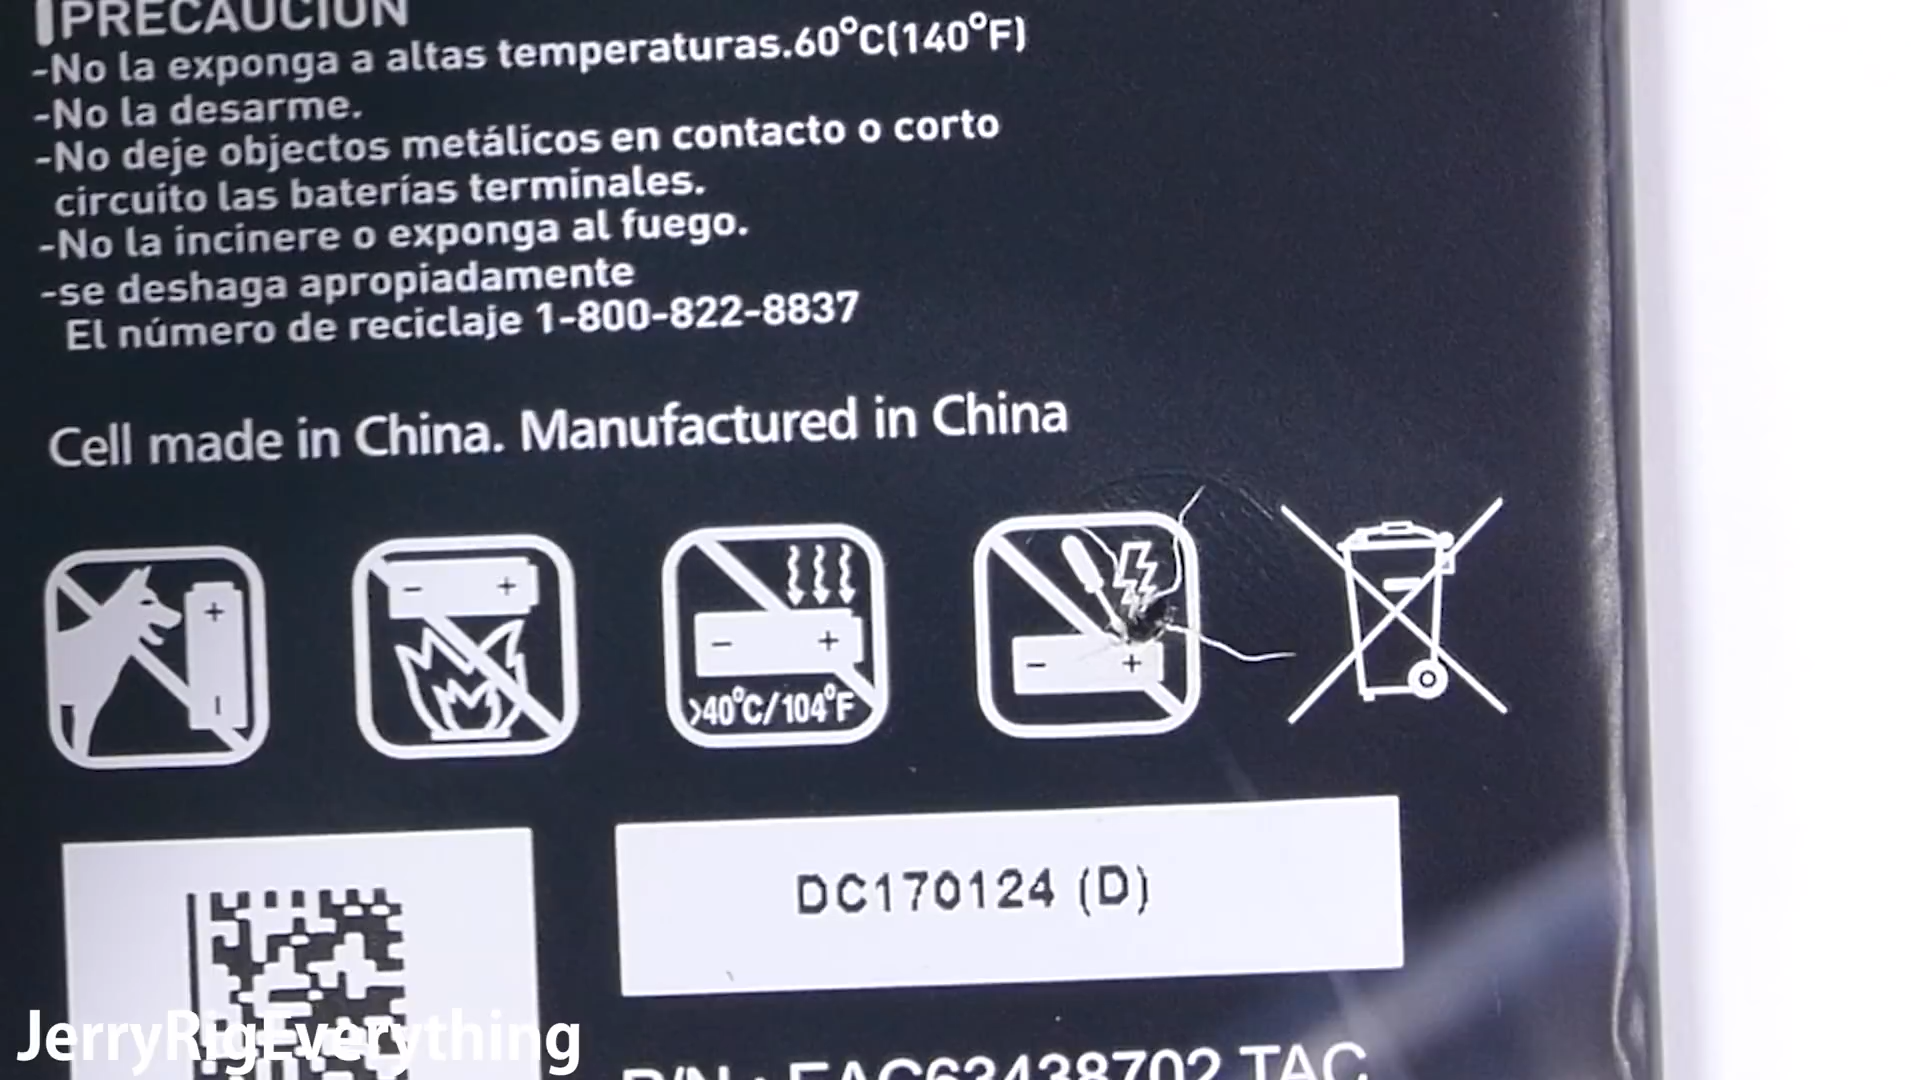 PRECAUCIÓN
-No la exponga a altas temperaturas.60°C(140°F)
-No la desarme.
-No deje objectos metálicos en contacto o corto
circuito las baterías terminales.
-No la incinere o exponga al fuego.
-se deshaga apropiadamente
El número de reciclaje 1-800-822-8837
Cell made in China. Manufactured in China
- +
- +
- +
>40°C/104°F
- +
DC170124 (D)
P/N : EAC63438702 TAC
JerryRigEverything